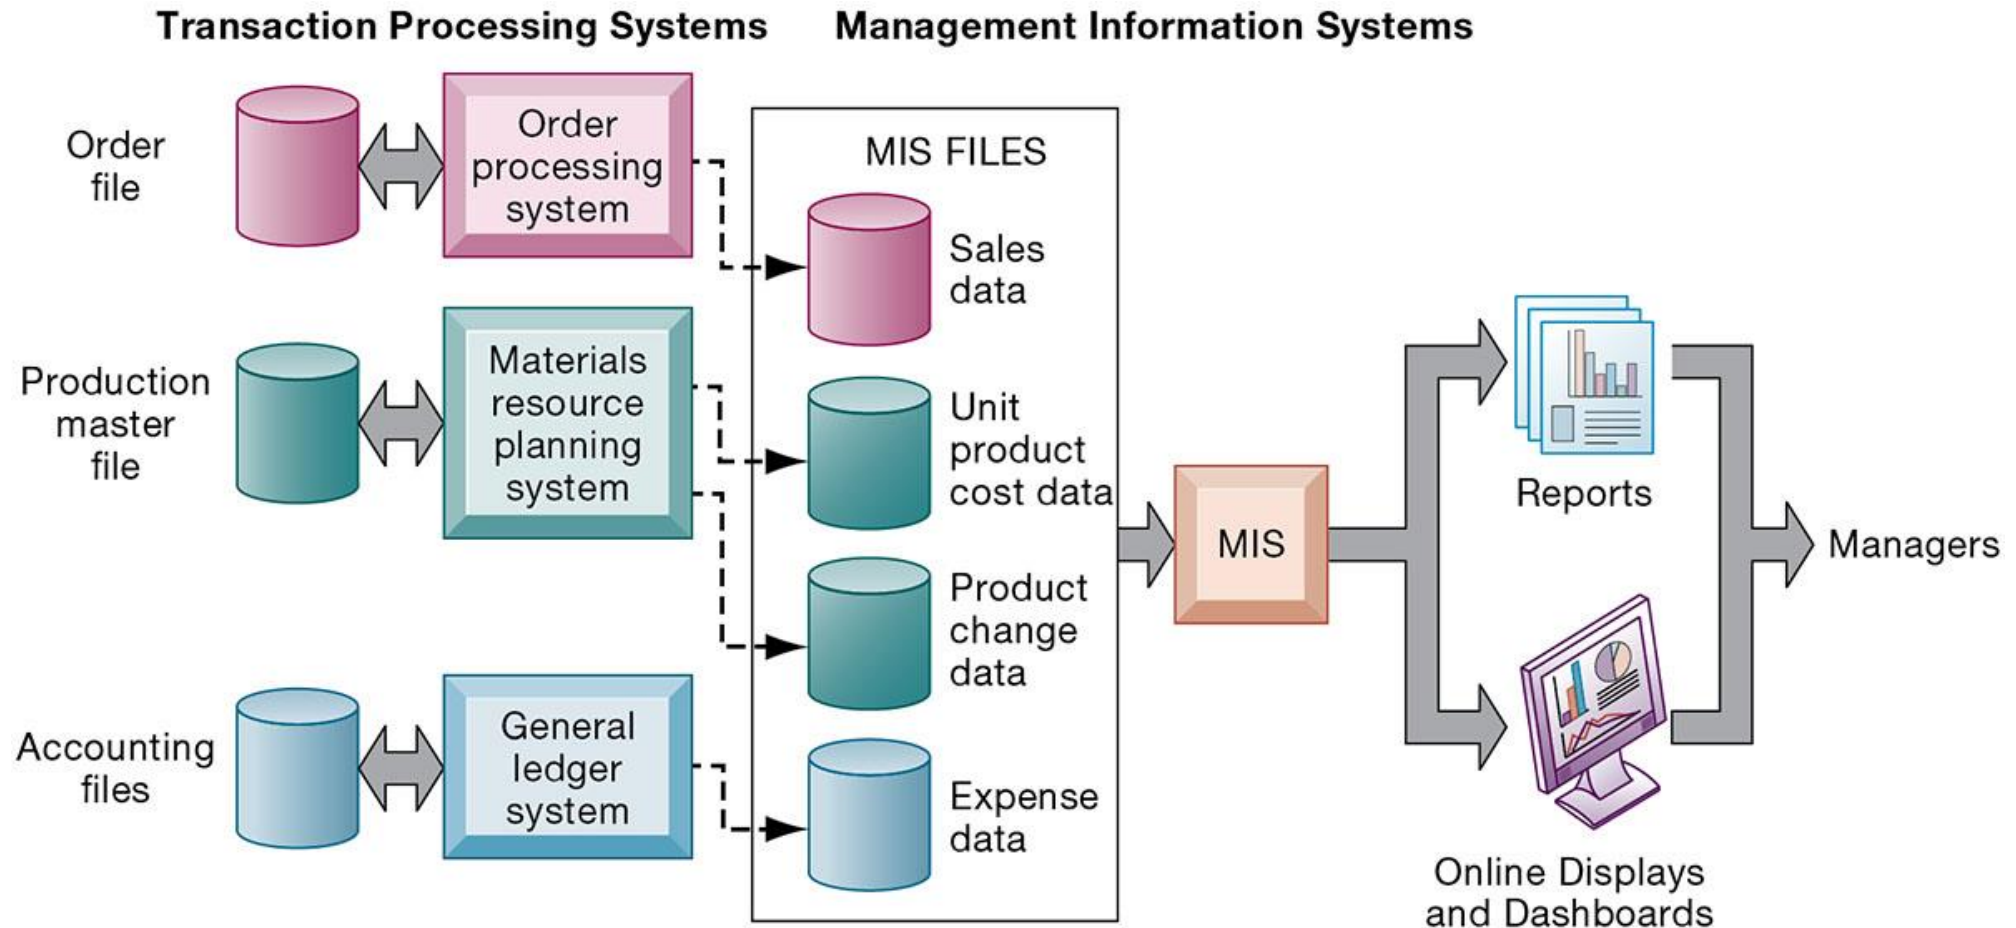 Transaction Processing Systems
Management Information Systems
Order
file
Order
processing
system
MIS FILES
Sales
data
Production
master
file
Materials
resource
planning
system
Unit
product
cost data
Product
change
data
Accounting
files
General
ledger
system
Expense
data
MIS
Reports
Online Displays
and Dashboards
Managers